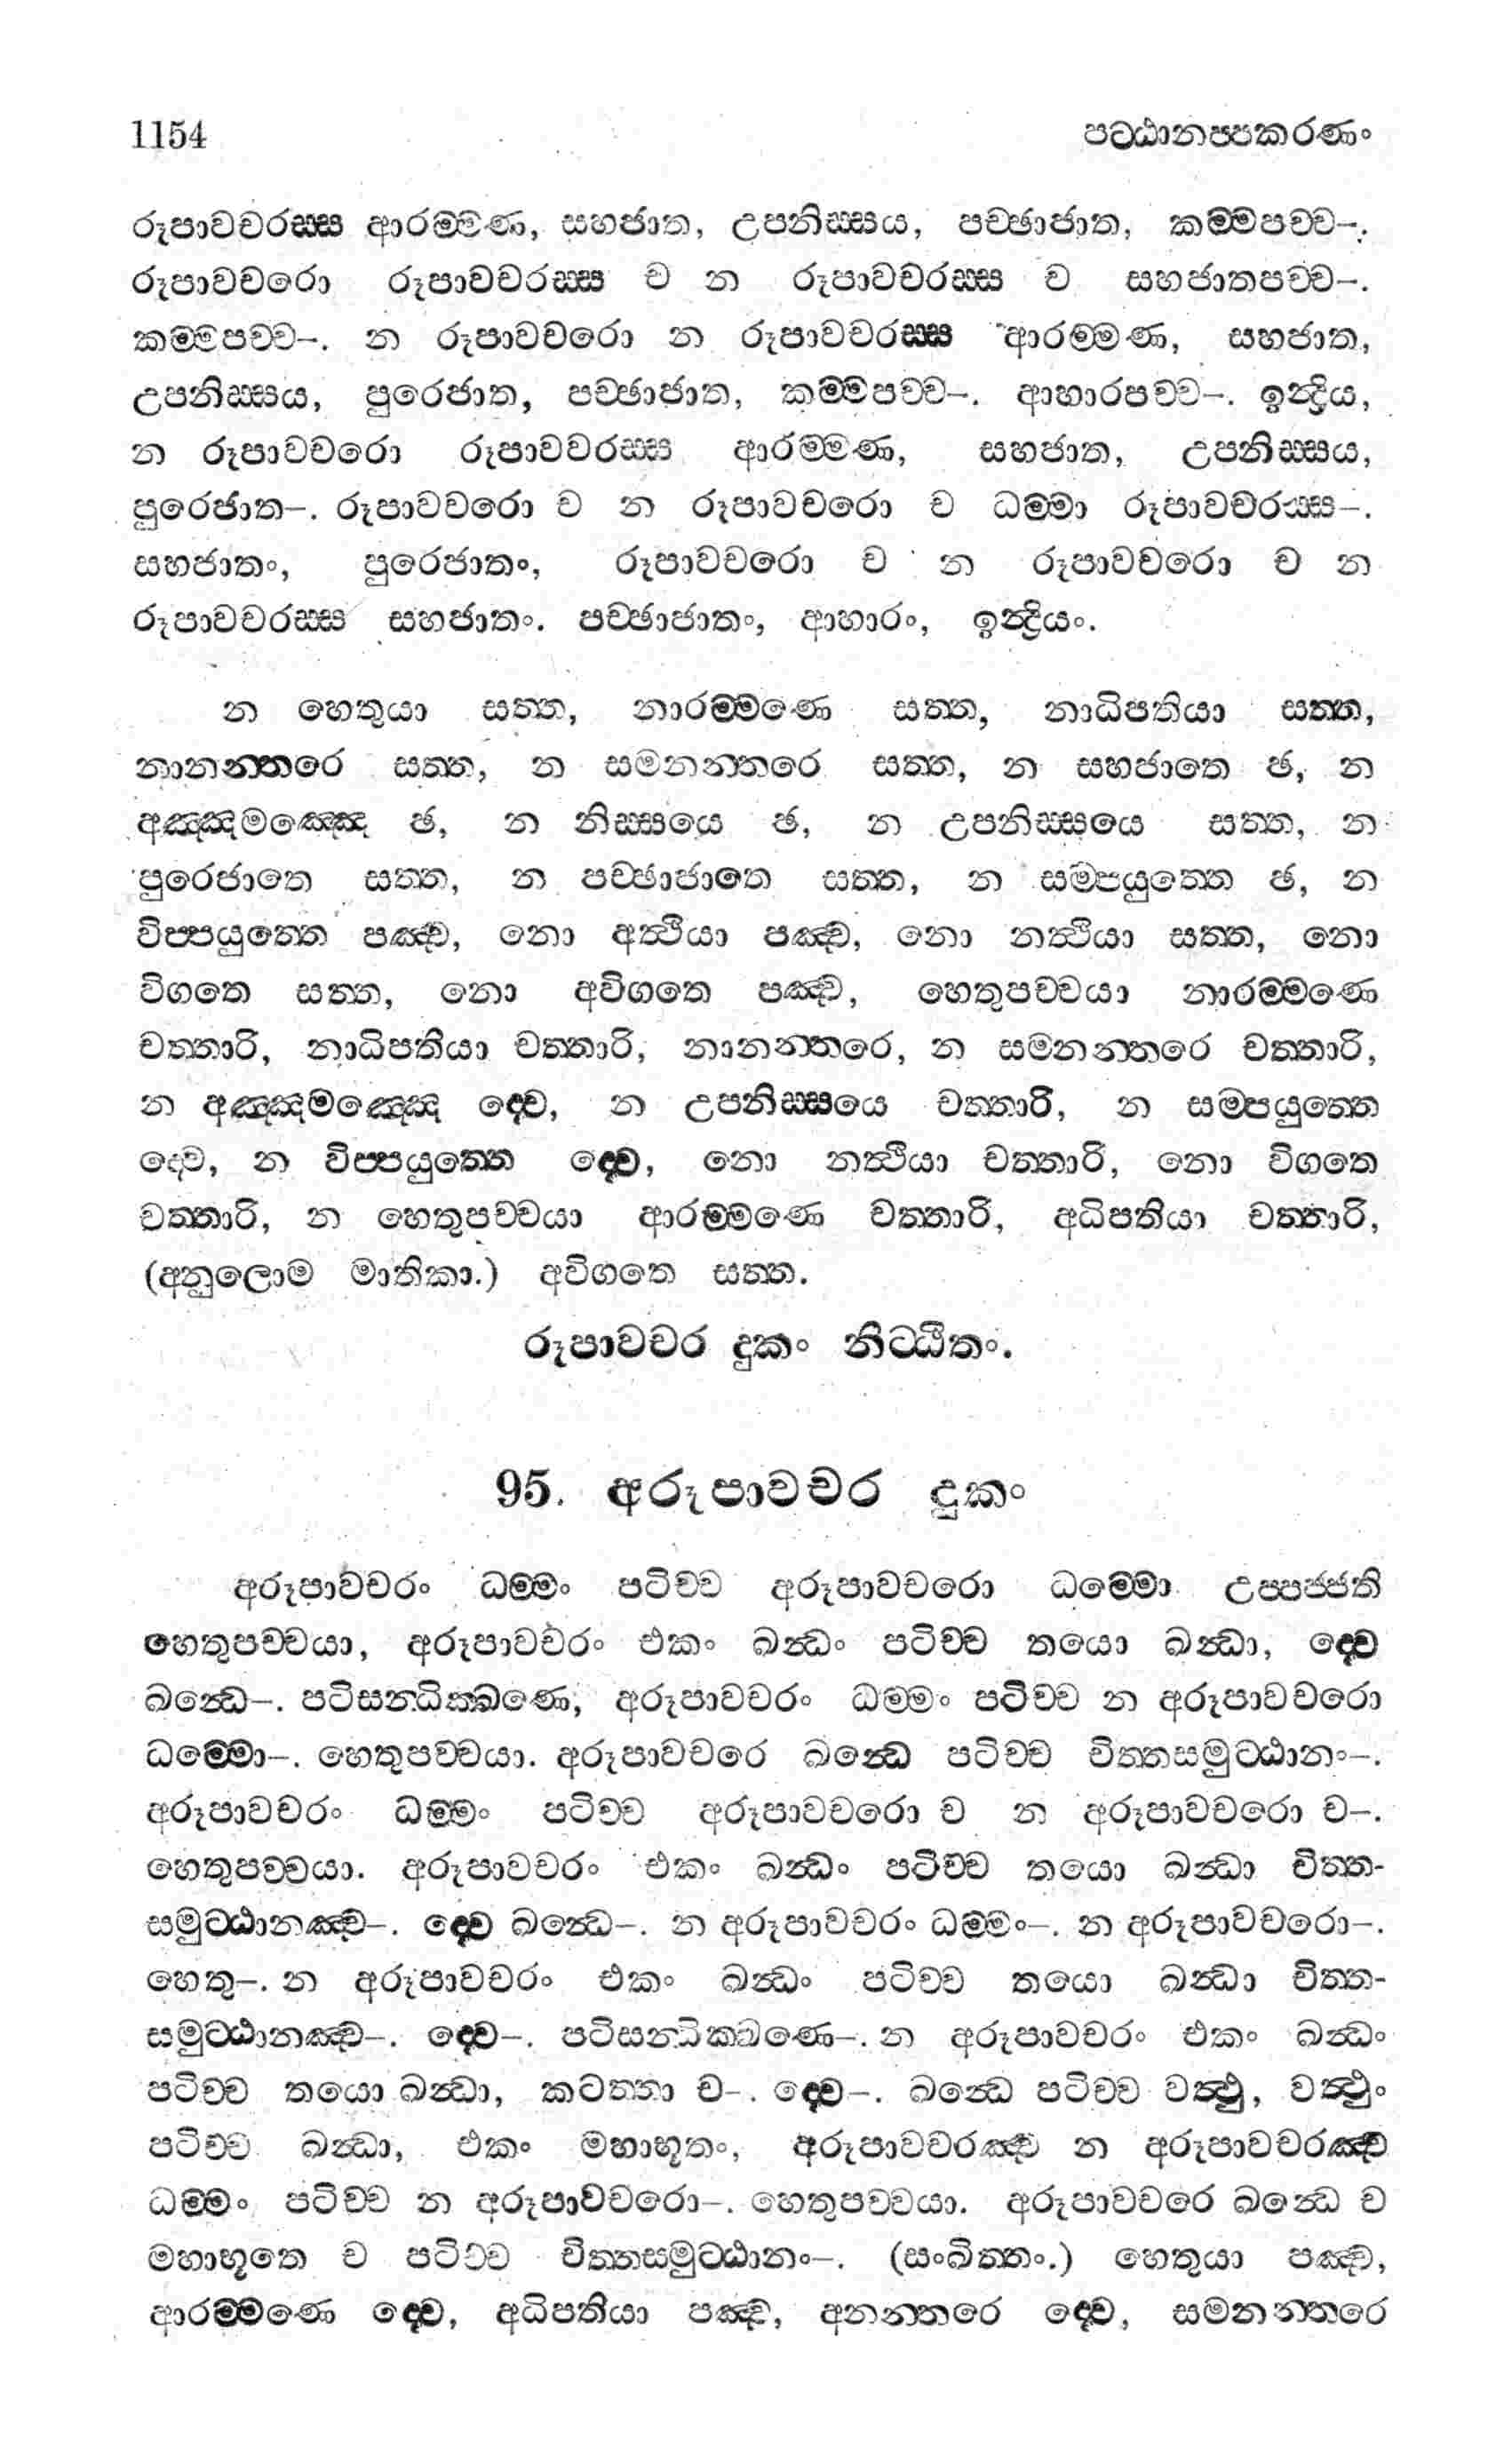 1154 පට්ඨානප්පකරණං
රූපාවචරස්ස ආරම්මණ, සහජාත, උපනිස්සය, පච්ඡාජාත, කම්මපච්ච–.
රූපාවචරො රූපාවචරස්ස ච න රූපාවචරස්ස ච සහජාතපච්ච–.
කම්මපච්ච–. න රූපාවචරො න රූපාවචරස්ස ආරම්මණ, සහජාත,
උපනිස්සය, පුරෙජාත, පච්ඡාජාත, කම්මපච්ච–. ආහාරපච්ච–. ඉන්ද්‍රිය,
න රූපාවචරො රූපාවචරස්ස ආරම්මණ, සහජාත, උපනිස්සය,
පුරෙජාත–. රූපාවචරො ච න රූපාවචරො ච ධම්මා රූපාවචරස්ස–.
සහජාතං, පුරෙජාතං, රූපාවචරො ච න රූපාවචරො ච න
රූපාවචරස්ස සහජාතං. පච්ඡාජාතං, ආහාරං, ඉන්ද්‍රියං.
න හෙතුයා සත්ත, නාරම්මණෙ සත්ත, නාධිපතියා සත්ත,
නානන්තරෙ සත්ත, න සමනන්තරෙ සත්ත, න සහජාතෙ ඡ, න
අඤ්ඤමඤ්ඤෙ ඡ, න නිස්සයෙ ඡ, න උපනිස්සයෙ සත්ත, න
පුරෙජාතෙ සත්ත, න පච්ඡාජාතෙ සත්ත, න සම්පයුත්තෙ ඡ, න
විප්පයුත්තෙ පඤ්ච, නො අත්ථියා පඤ්ච, නො නත්ථියා සත්ත, නො
විගතෙ සත්ත, නො අවිගතෙ පඤ්ච, හෙතුපච්චයා නාරම්මණෙ
චත්තාරි, නාධිපතියා චත්තාරි, නානන්තරෙ, න සමනන්තරෙ චත්තාරි,
න අඤ්ඤමඤ්ඤෙ ද්වෙ, න උපනිස්සයෙ චත්තාරි, න සම්පයුත්තෙ
ද්වෙ, න විප්පයුත්තෙ ද්වෙ, නො නත්ථියා චත්තාරි, නො විගතෙ
චත්තාරි, න හෙතුපච්චයා ආරම්මණෙ චත්තාරි, අධිපතියා චත්තාරි,
(අනුලොම මාතිකා.) අවිගතෙ සත්ත.
රූපාවචර දුකං නිට්ඨිතං.
95. අරූපාවචර දුකං
අරූපාවචරං ධම්මං පටිච්ච අරූපාවචරො ධම්මො උප්පජ්ජති
හෙතුපච්චයා, අරූපාවචරං එකං ඛන්ධං පටිච්ච තයො ඛන්ධා, ද්වෙ
ඛන්ධෙ–. පටිසන්ධික්ඛණෙ, අරූපාවචරං ධම්මං පටිච්ච න අරූපාවචරො
ධම්මො–. හෙතුපච්චයා. අරූපාවචරෙ ඛන්ධෙ පටිච්ච චිත්තසමුට්ඨානං–.
අරූපාවචරං ධම්මං පටිච්ච අරූපාවචරො ච න අරූපාවචරො ච–.
හෙතුපච්චයා. අරූපාවචරං එකං ඛන්ධං පටිච්ච තයො ඛන්ධා චිත්ත-
සමුට්ඨානඤ්ච–. ද්වෙ ඛන්ධෙ–. න අරූපාවචරං ධම්මං–. න අරූපාවචරො–.
හෙතු–. න අරූපාවචරං එකං ඛන්ධං පටිච්ච තයො ඛන්ධා චිත්ත-
සමුට්ඨානඤ්ච–. ද්වෙ–. පටිසන්ධික්ඛණෙ–. න අරූපාවචරං එකං ඛන්ධං
පටිච්ච තයො ඛන්ධා, කටත්තා ච–. ද්වෙ–. ඛන්ධෙ පටිච්ච වත්ථු, වත්ථුං
පටිච්ච ඛන්ධා, එකං මහාභූතං, අරූපාවචරඤ්ච න අරූපාවචරඤ්ච
ධම්මං පටිච්ච න අරූපාවචරො–. හෙතුපච්චයා. අරූපාවචරෙ ඛන්ධෙ ච
මහාභූතෙ ච පටිච්ච චිත්තසමුට්ඨානං–. (සංඛිත්තං.) හෙතුයා පඤ්ච,
ආරම්මණෙ ද්වෙ, අධිපතියා පඤ්ච, අනන්තරෙ ද්වෙ, සමනන්තරෙ